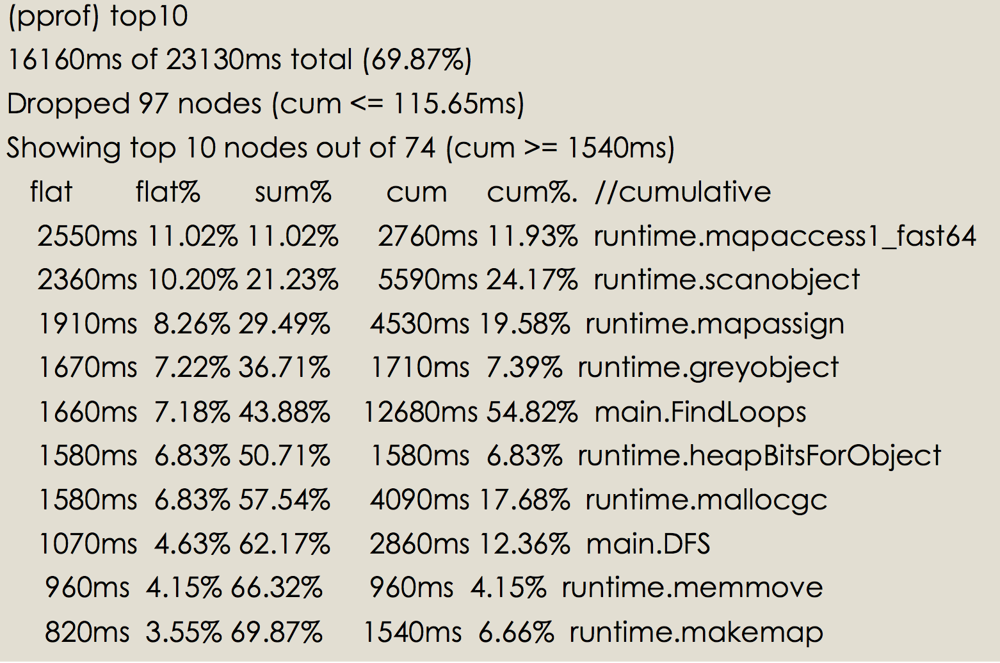 (pprof) top10
16160ms of 23130ms total (69.87%)
Dropped 97 nodes (cum <= 115.65ms)
Showing top 10 nodes out of 74 (cum >= 1540ms)
flat flat% sum% cum cum%. //cumulative
2550ms 11.02% 11.02% 2760ms 11.93% runtime.mapaccess1_fast64
2360ms 10.20% 21.23% 5590ms 24.17% runtime.scanobject
1910ms 8.26% 29.49% 4530ms 19.58% runtime.mapassign
1670ms 7.22% 36.71% 1710ms 7.39% runtime.greyobject
1660ms 7.18% 43.88% 12680ms 54.82% main.FindLoops
1580ms 6.83% 50.71% 1580ms 6.83% runtime.heapBitsForObject
1580ms 6.83% 57.54% 4090ms 17.68% runtime.mallocgc
1070ms 4.63% 62.17% 2860ms 12.36% main.DFS
960ms 4.15% 66.32% 960ms 4.15% runtime.memmove
820ms 3.55% 69.87% 1540ms 6.66% runtime.makemap